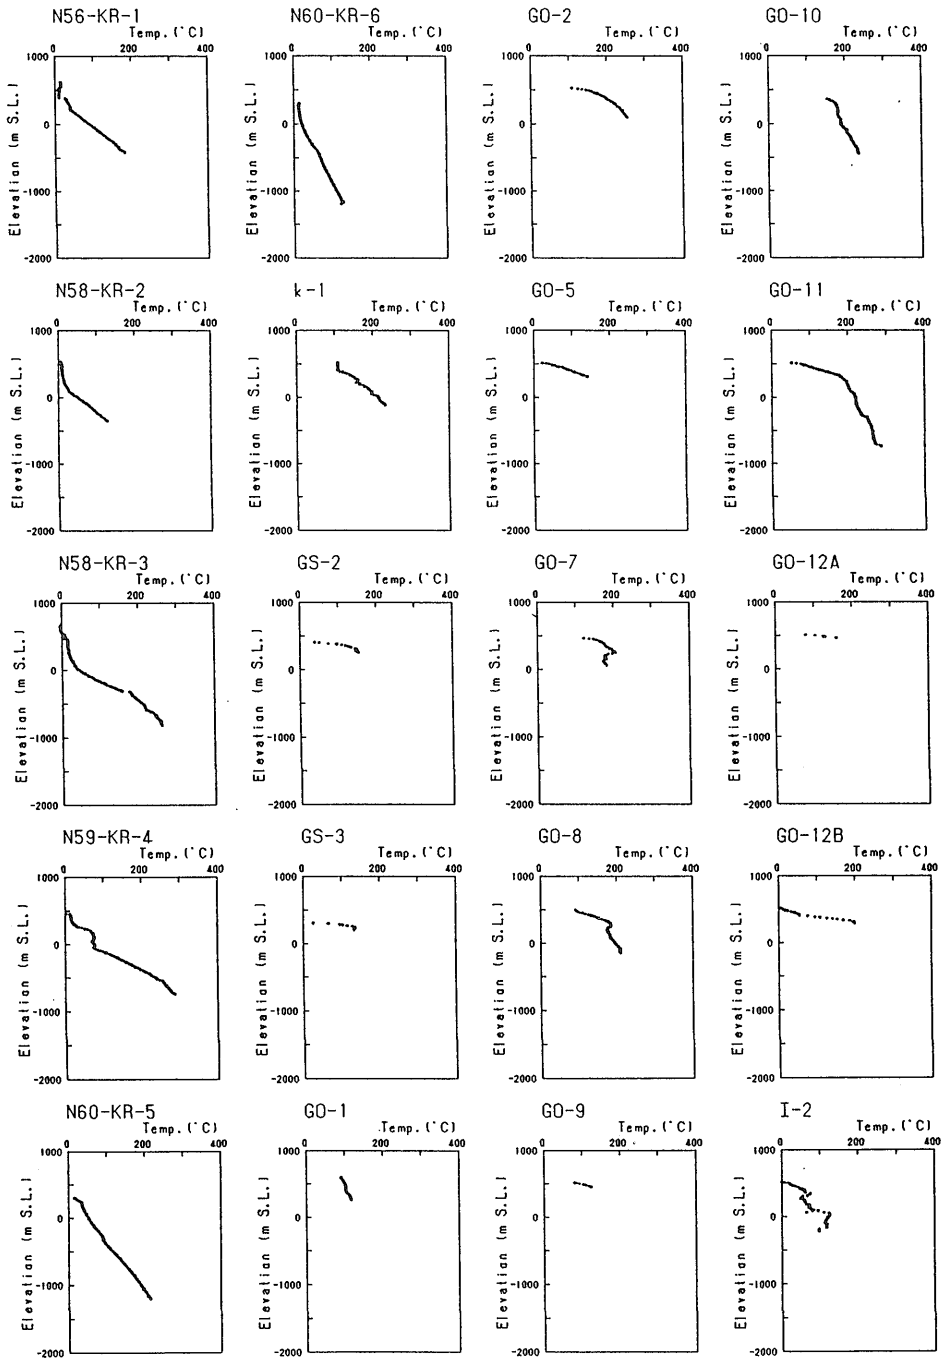 N56-KR-1
Temp. (°C)
0 200 400
1000
0
-1000
-2000
Elevation (m S.L.)
N60-KR-6
Temp. (°C)
0 200 400
1000
0
-1000
-2000
Elevation (m S.L.)
GO-2
Temp. (°C)
0 200 400
1000
0
-1000
-2000
Elevation (m S.L.)
GO-10
Temp. (°C)
0 200 400
1000
0
-1000
-2000
Elevation (m S.L.)
N58-KR-2
Temp. (°C)
0 200 400
1000
0
-1000
-2000
Elevation (m S.L.)
k-1
Temp. (°C)
0 200 400
1000
0
-1000
-2000
Elevation (m S.L.)
GO-5
Temp. (°C)
0 200 400
1000
0
-1000
-2000
Elevation (m S.L.)
GO-11
Temp. (°C)
0 200 400
1000
0
-1000
-2000
Elevation (m S.L.)
N58-KR-3
Temp. (°C)
0 200 400
1000
0
-1000
-2000
Elevation (m S.L.)
GS-2
Temp. (°C)
0 200 400
1000
0
-1000
-2000
Elevation (m S.L.)
GO-7
Temp. (°C)
0 200 400
1000
0
-1000
-2000
Elevation (m S.L.)
GO-12A
Temp. (°C)
0 200 400
1000
0
-1000
-2000
Elevation (m S.L.)
N59-KR-4
Temp. (°C)
0 200 400
1000
0
-1000
-2000
Elevation (m S.L.)
GS-3
Temp. (°C)
0 200 400
1000
0
-1000
-2000
Elevation (m S.L.)
GO-8
Temp. (°C)
0 200 400
1000
0
-1000
-2000
Elevation (m S.L.)
GO-12B
Temp. (°C)
0 200 400
1000
0
-1000
-2000
Elevation (m S.L.)
N60-KR-5
Temp. (°C)
0 200 400
1000
0
-1000
-2000
Elevation (m S.L.)
GO-1
Temp. (°C)
0 200 400
1000
0
-1000
-2000
Elevation (m S.L.)
GO-9
Temp. (°C)
0 200 400
1000
0
-1000
-2000
Elevation (m S.L.)
I-2
Temp. (°C)
0 200 400
1000
0
-1000
-2000
Elevation (m S.L.)